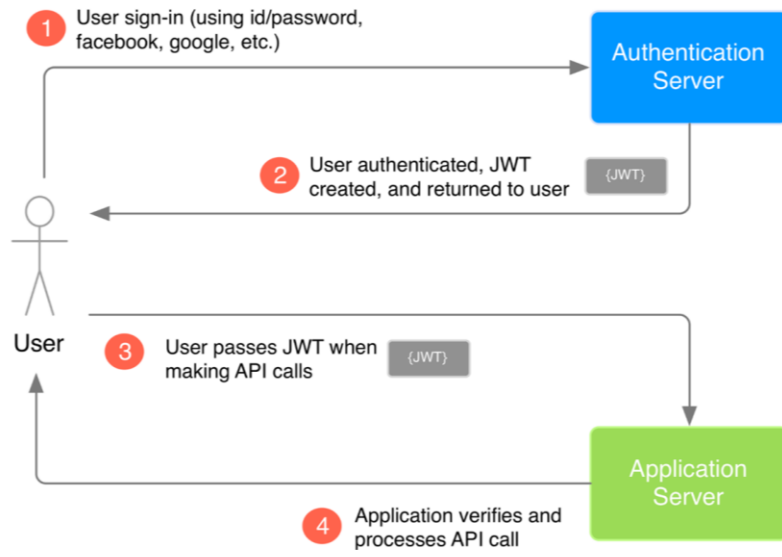 1
User sign-in (using id/password,
facebook, google, etc.)
Authentication
Server
2
User authenticated, JWT
created, and returned to user
{JWT}
User
3
User passes JWT when
making API calls
{JWT}
Application
Server
4
Application verifies and
processes API call